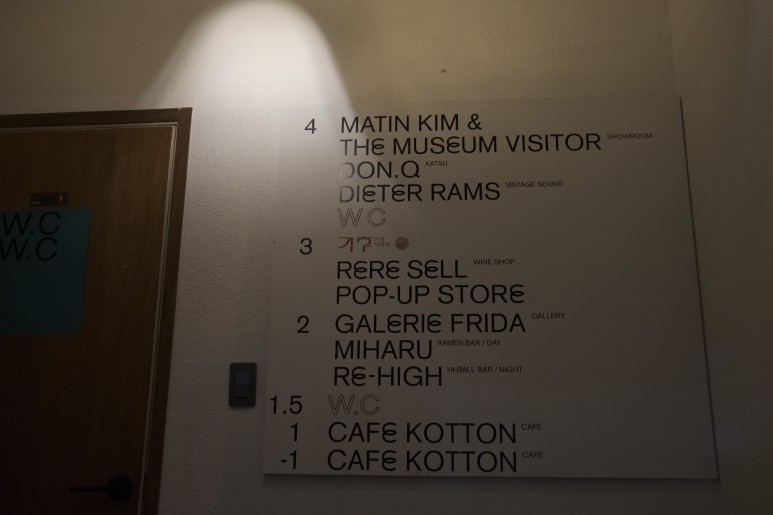 W.C
W.C
4 MATIN KIM &
THE MUSEUM VISITOR SHOWROOM
DON.Q KATSU
DIETER RAMS VINTAGE SOUND
W.C
3
RERE SELL WINE SHOP
POP-UP STORE
2 GALERIE FRIDA GALLERY
MIHARU RAMEN BAR / DAY
RE-HIGH HI-BALL BAR / NIGHT
1.5 W.C
1 CAFE KOTTON CAFE
-1 CAFE KOTTON CAFE